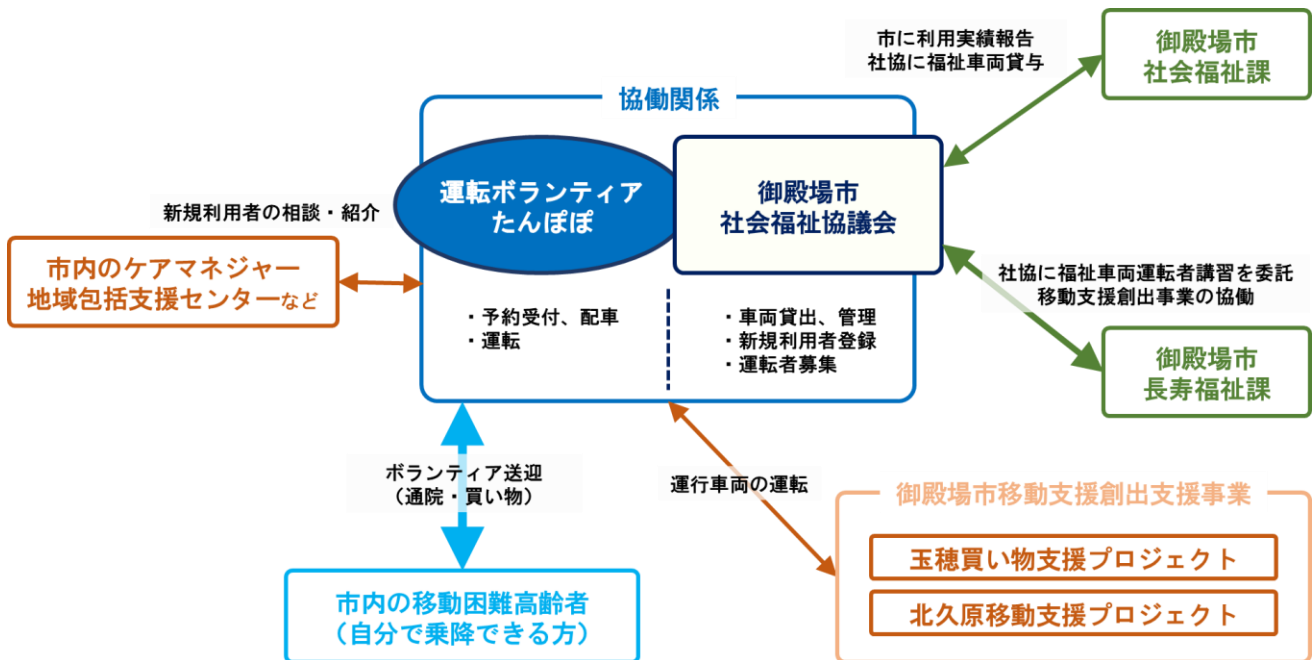 市に利用実績報告
社協に福祉車両貸与
御殿場市
社会福祉課
協働関係
運転ボランティア
たんぽぽ
御殿場市
社会福祉協議会
新規利用者の相談・紹介
市内のケアマネジャー
地域包括支援センターなど
社協に福祉車両運転者講習を委託
移動支援創出事業の協働
・予約受付、配車
・運転
・車両貸出、管理
・新規利用者登録
・運転者募集
御殿場市
長寿福祉課
ボランティア送迎
（通院・買い物）
運行車両の運転
御殿場市移動支援創出支援事業
玉穂買い物支援プロジェクト
北久原移動支援プロジェクト
市内の移動困難高齢者
（自分で乗降できる方）